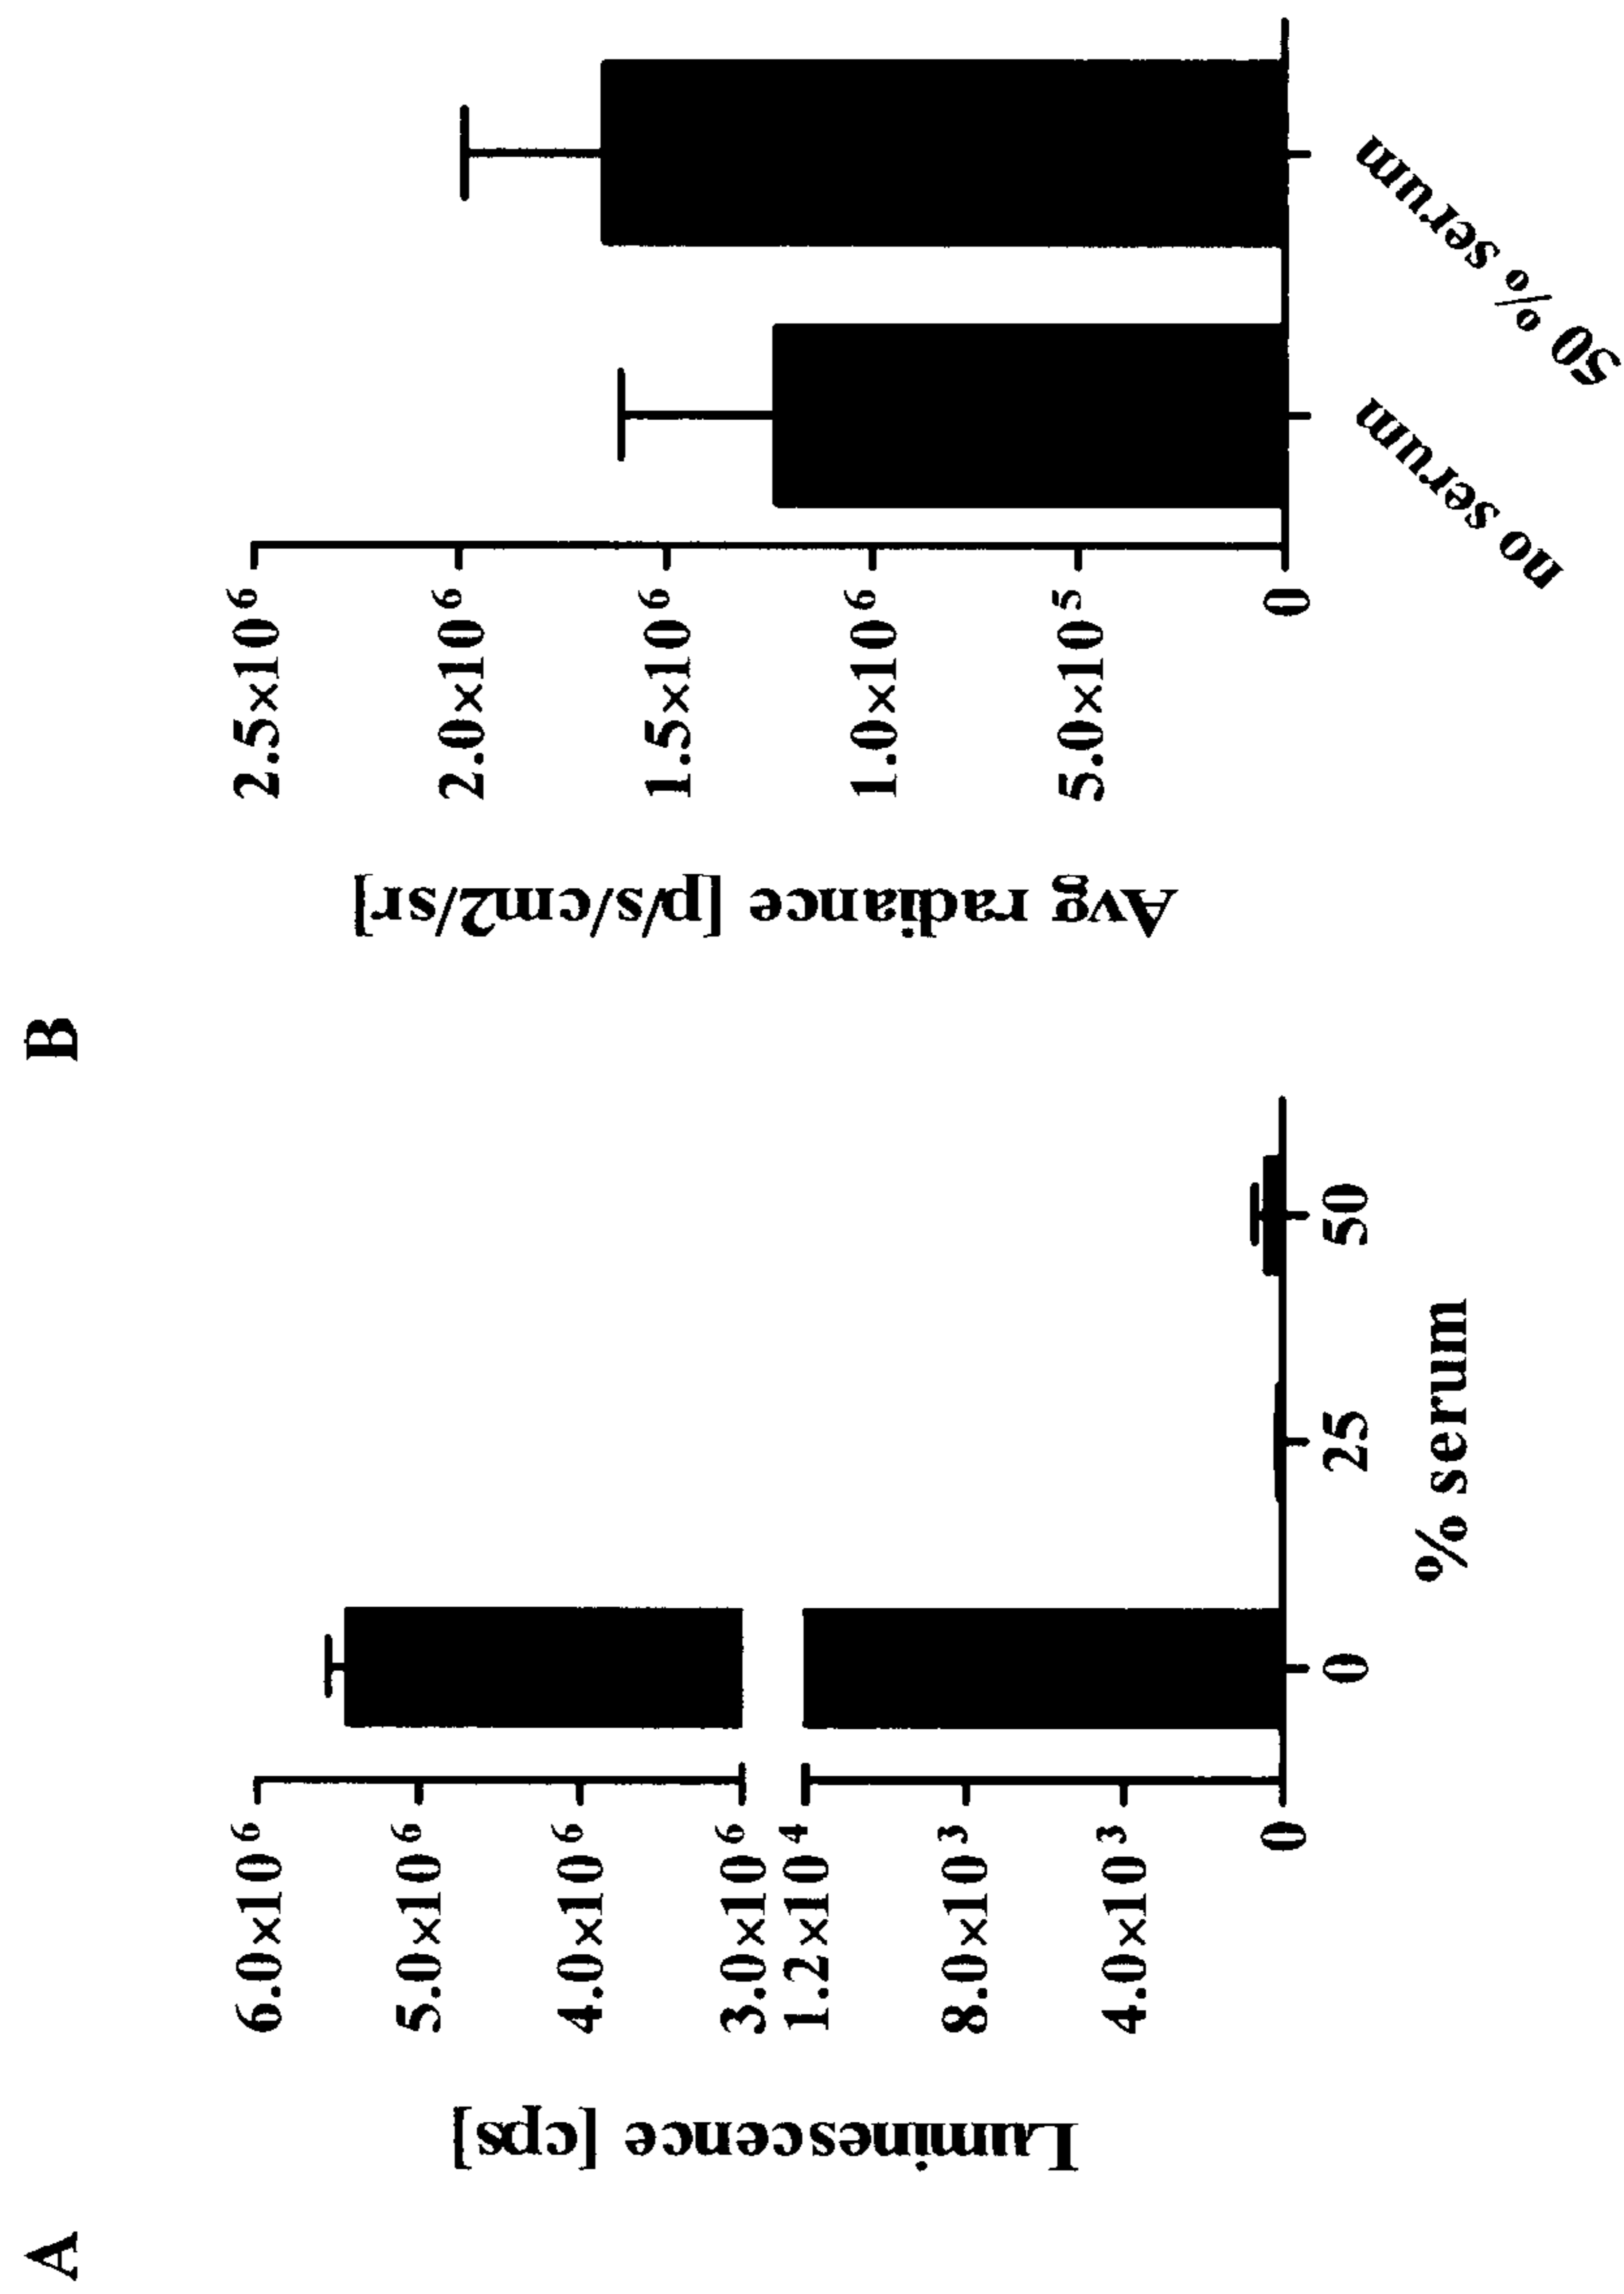 A
Luminescence [cps]
6.0×10⁶
5.0×10⁶
4.0×10⁶
3.0×10⁶
1.2×10⁴
8.0×10³
4.0×10³
0
0 25 50
% serum
B
Avg radiance [p/s/cm2/sr]
2.5×10⁶
2.0×10⁶
1.5×10⁶
1.0×10⁶
5.0×10⁵
0
no serum
50 % serum